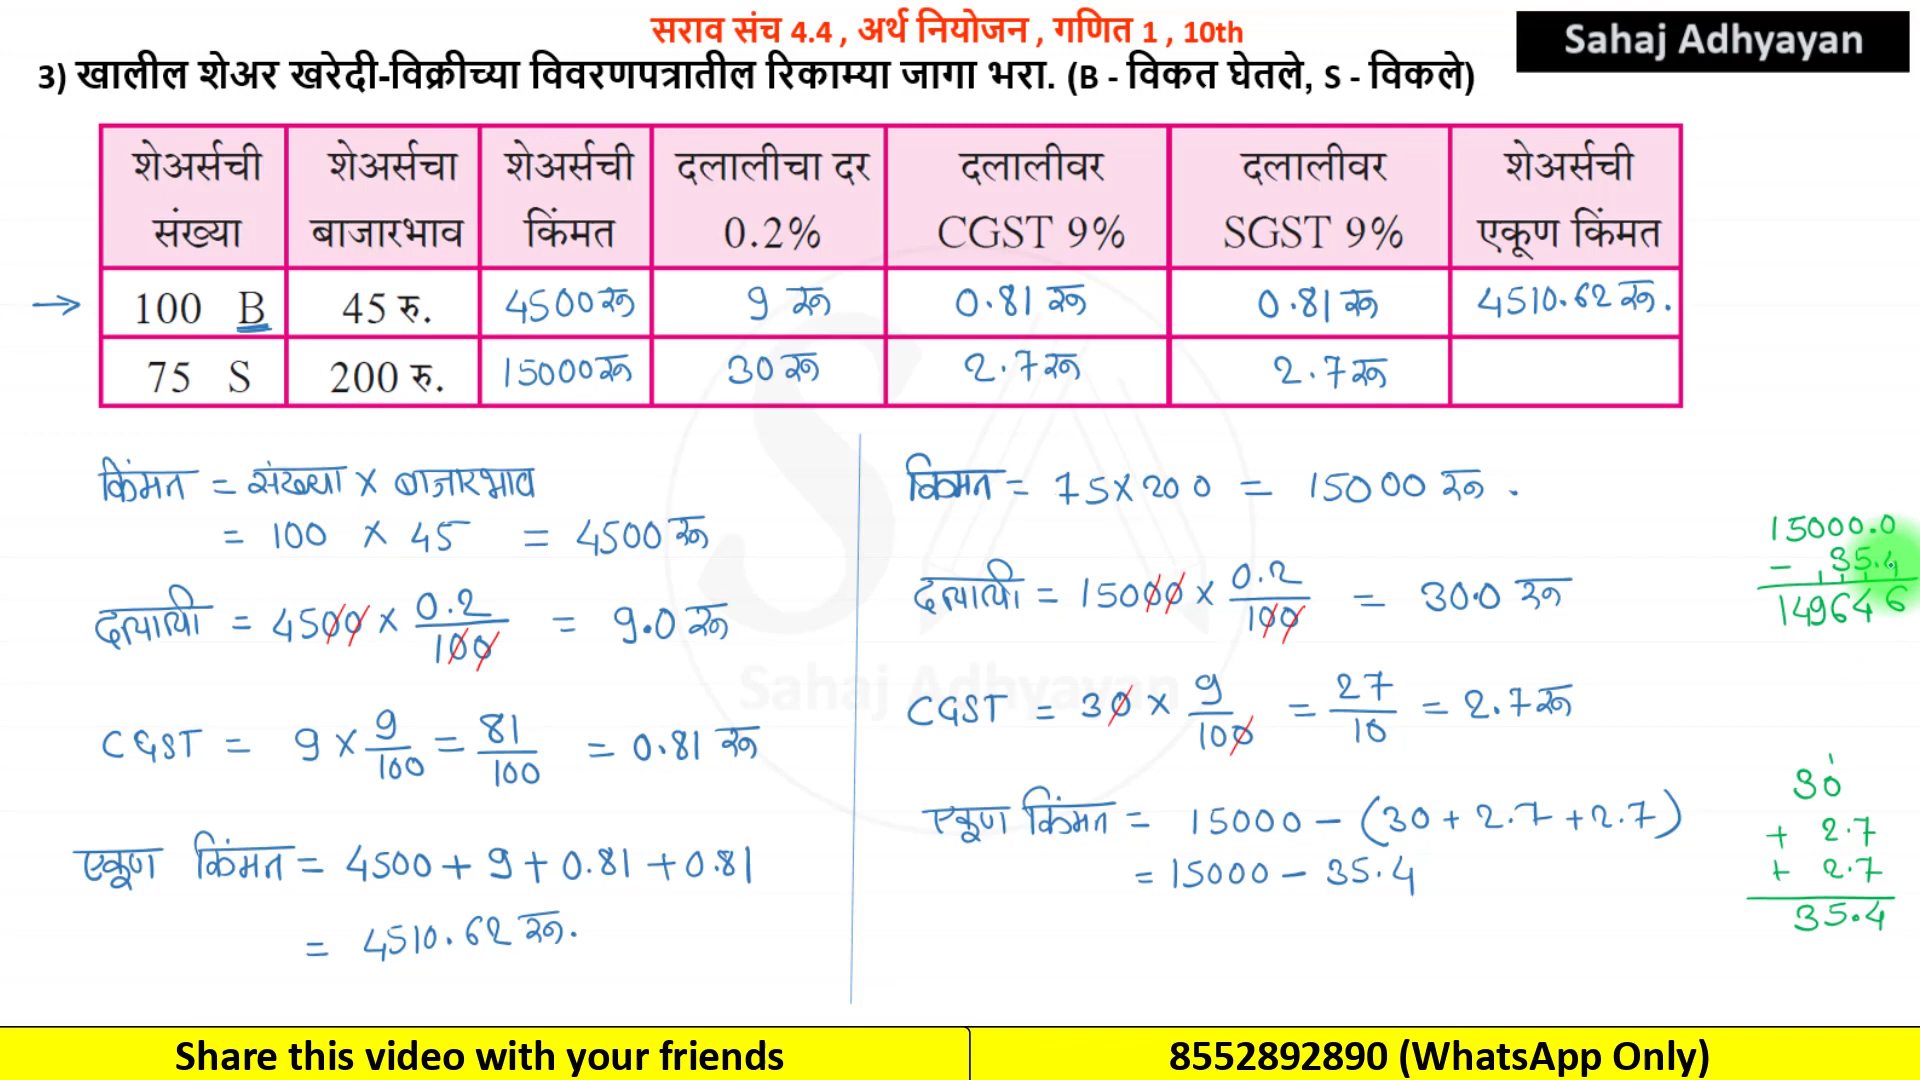 सराव संच 4.4 , अर्थ नियोजन , गणित 1 , 10th
Sahaj Adhyayan
3) खालील शेअर खरेदी-विक्रीच्या विवरणपत्रातील रिकाम्या जागा भरा. (B - विकत घेतले, S - विकले)
शेअर्सची संख्या शेअर्सचा बाजारभाव शेअर्सची किंमत दलालीचा दर 0.2% दलालीवर CGST 9% दलालीवर SGST 9% शेअर्सची एकूण किंमत
→ 100 B 45 रु. 4500रू 9 रू 0.81 रू 0.81 रू 4510.62 रू.
75 S 200 रु. 15000रू 30 रू 2.7 रू 2.7 रू
किंमत = संख्या × बाजारभाव
= 100 × 45 = 4500 रू
दलाली = 4500 × 0.2/100 = 9.0 रू
CGST = 9 × 9/100 = 81/100 = 0.81 रू
एकूण किंमत = 4500 + 9 + 0.81 + 0.81
= 4510.62 रू.
किंमत = 75 × 200 = 15000 रू .
दलाली = 15000 × 0.2/100 = 30.0 रू
CGST = 30 × 9/100 = 27/10 = 2.7 रू
एकूण किंमत = 15000 - (30 + 2.7 + 2.7)
= 15000 - 35.4
15000.0
- 35.4
149646
1
30
+ 2.7
+ 2.7
35.4
Sahaj Adhyayan
Share this video with your friends
8552892890 (WhatsApp Only)